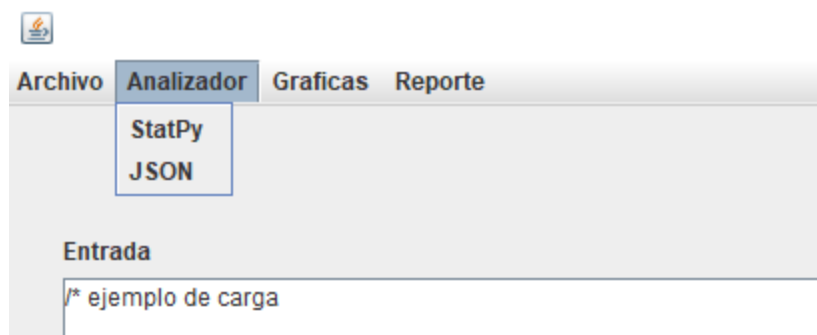 Archivo Analizador Graficas Reporte
StatPy
JSON
Entrada
/* ejemplo de carga